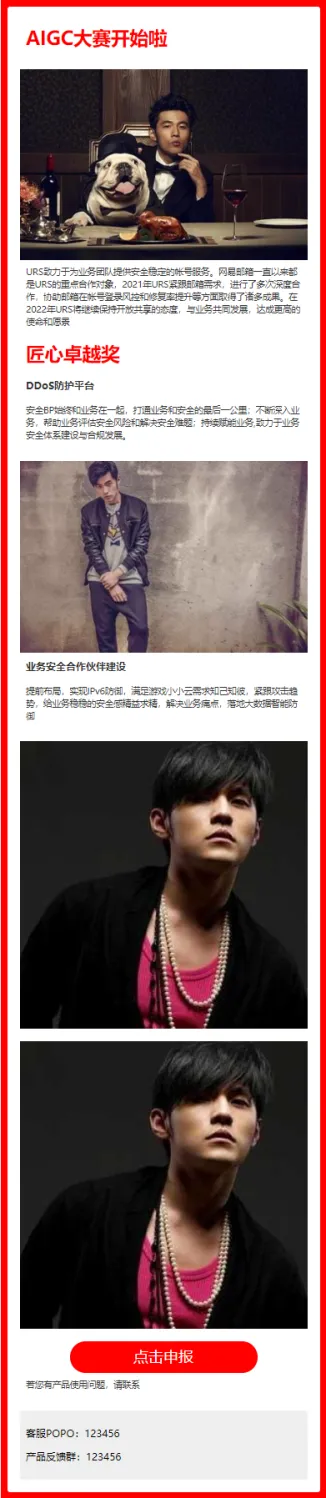 AIGC大赛开始啦
URS致力于为业务团队提供安全稳定的帐号服务。网易邮箱一直以来都
是URS的重点合作对象，2021年URS紧跟邮箱需求，进行了多次深度合
作，协助邮箱在帐号登录风控和修复率提升等方面取得了诸多成果。在
2022年URS将继续保持开放共享的态度，与业务共同发展，达成更高的
使命和愿景
匠心卓越奖
DDoS防护平台
安全BP始终和业务在一起，打通业务和安全的最后一公里；不断深入业
务，帮助业务评估安全风险和解决安全难题；持续赋能业务,致力于业务
安全体系建设与合规发展。
业务安全合作伙伴建设
提前布局、实现IPv6防御，满足游戏小小云需求知己知彼，紧跟攻击趋
势，给业务稳稳的安全感精益求精，解决业务痛点，落地大数据智能防
御
点击申报
若您有产品使用问题，请联系
客服POPO：123456
产品反馈群：123456